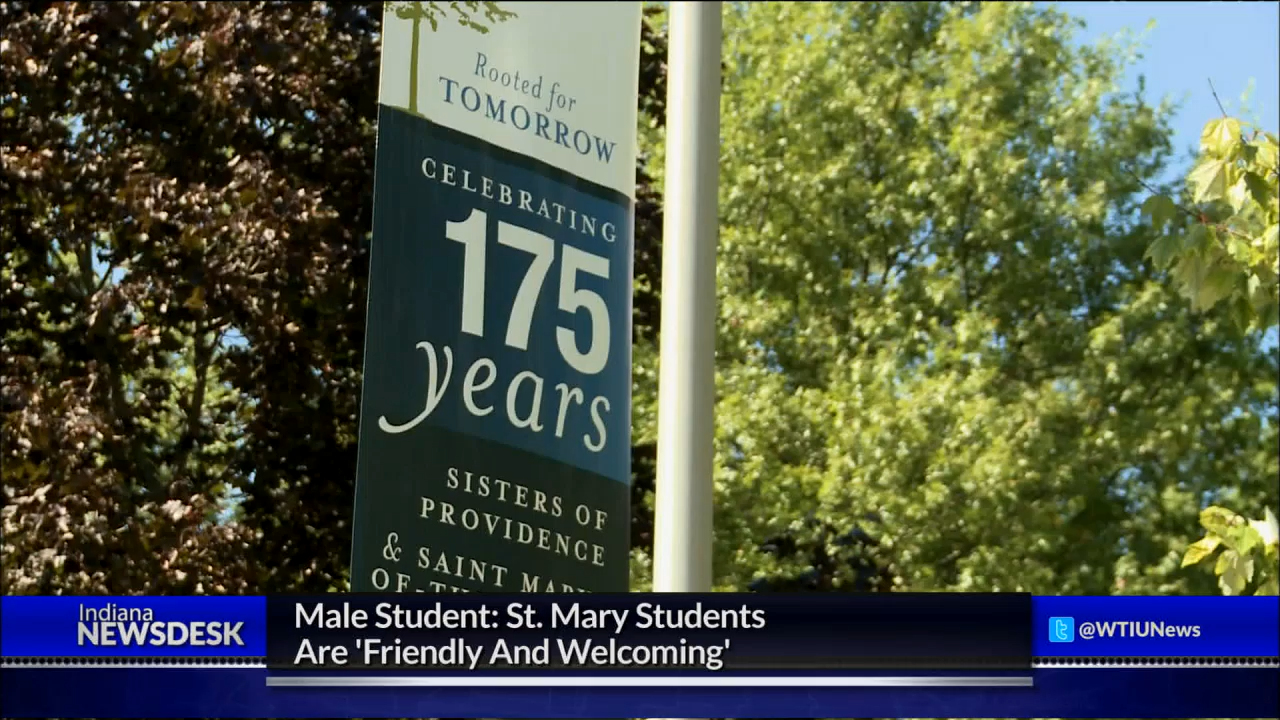 Rooted for
TOMORROW
CELEBRATING
175
years
SISTERS OF
PROVIDENCE
& SAINT MARY
Indiana
NEWSDESK
Male Student: St. Mary Students
Are 'Friendly And Welcoming'
@WTIUNews